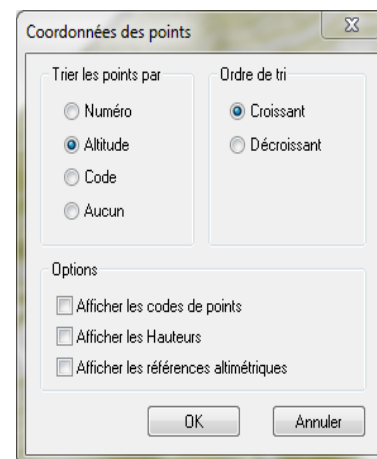 Coordonnées des points
Trier les points par
Numéro
Altitude
Code
Aucun
Ordre de tri
Croissant
Décroissant
Options
Afficher les codes de points
Afficher les Hauteurs
Afficher les références altimétriques
OK
Annuler